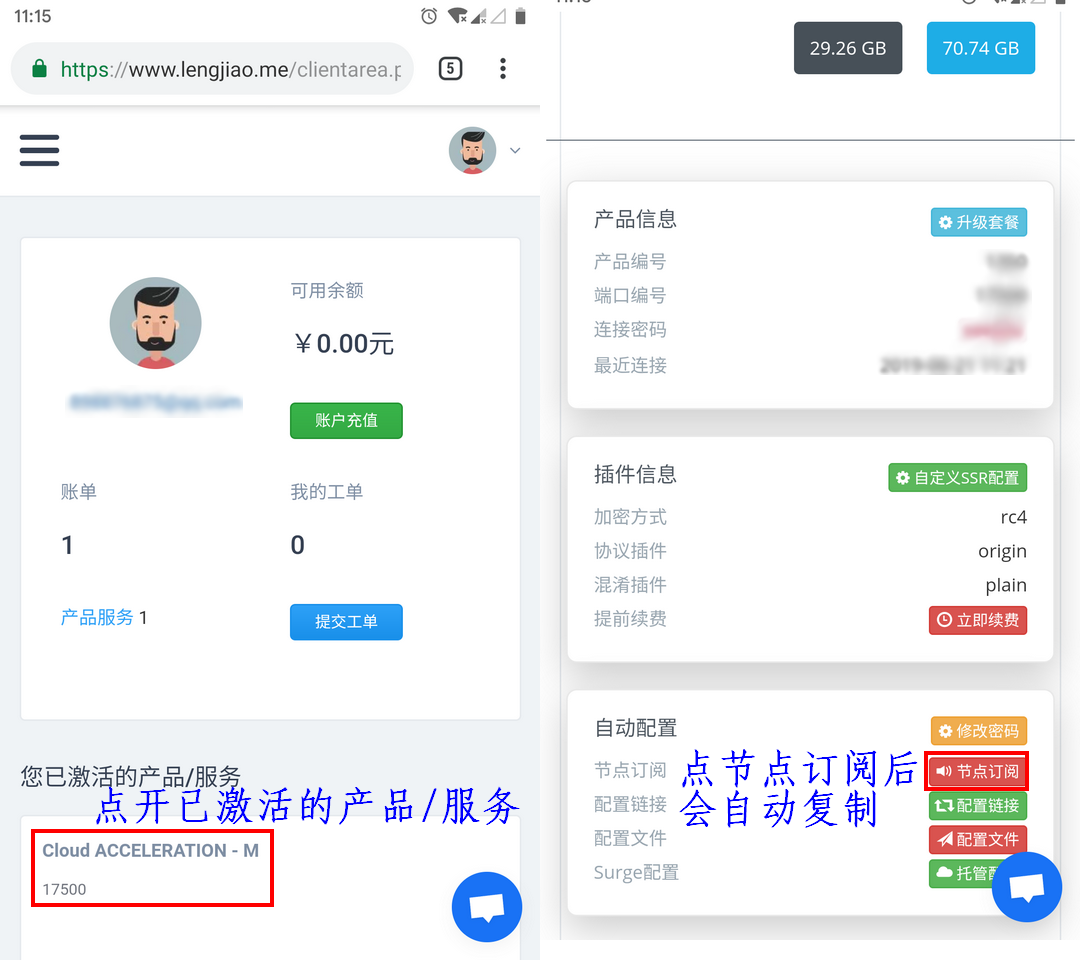 11:15
5
https://www.lengjiao.me/clientarea.p
可用余额
￥0.00元
账户充值
账单
我的工单
1
0
产品服务 1
提交工单
您已激活的产品/服务
点开已激活的产品/服务
Cloud ACCELERATION - M
17500
29.26 GB
70.74 GB
产品信息
升级套餐
产品编号
端口编号
连接密码
最近连接
插件信息
自定义SSR配置
加密方式
rc4
协议插件
origin
混淆插件
plain
提前续费
立即续费
自动配置
修改密码
节点订阅
点节点订阅后
会自动复制
节点订阅
配置链接
配置链接
配置文件
配置文件
Surge配置
托管配